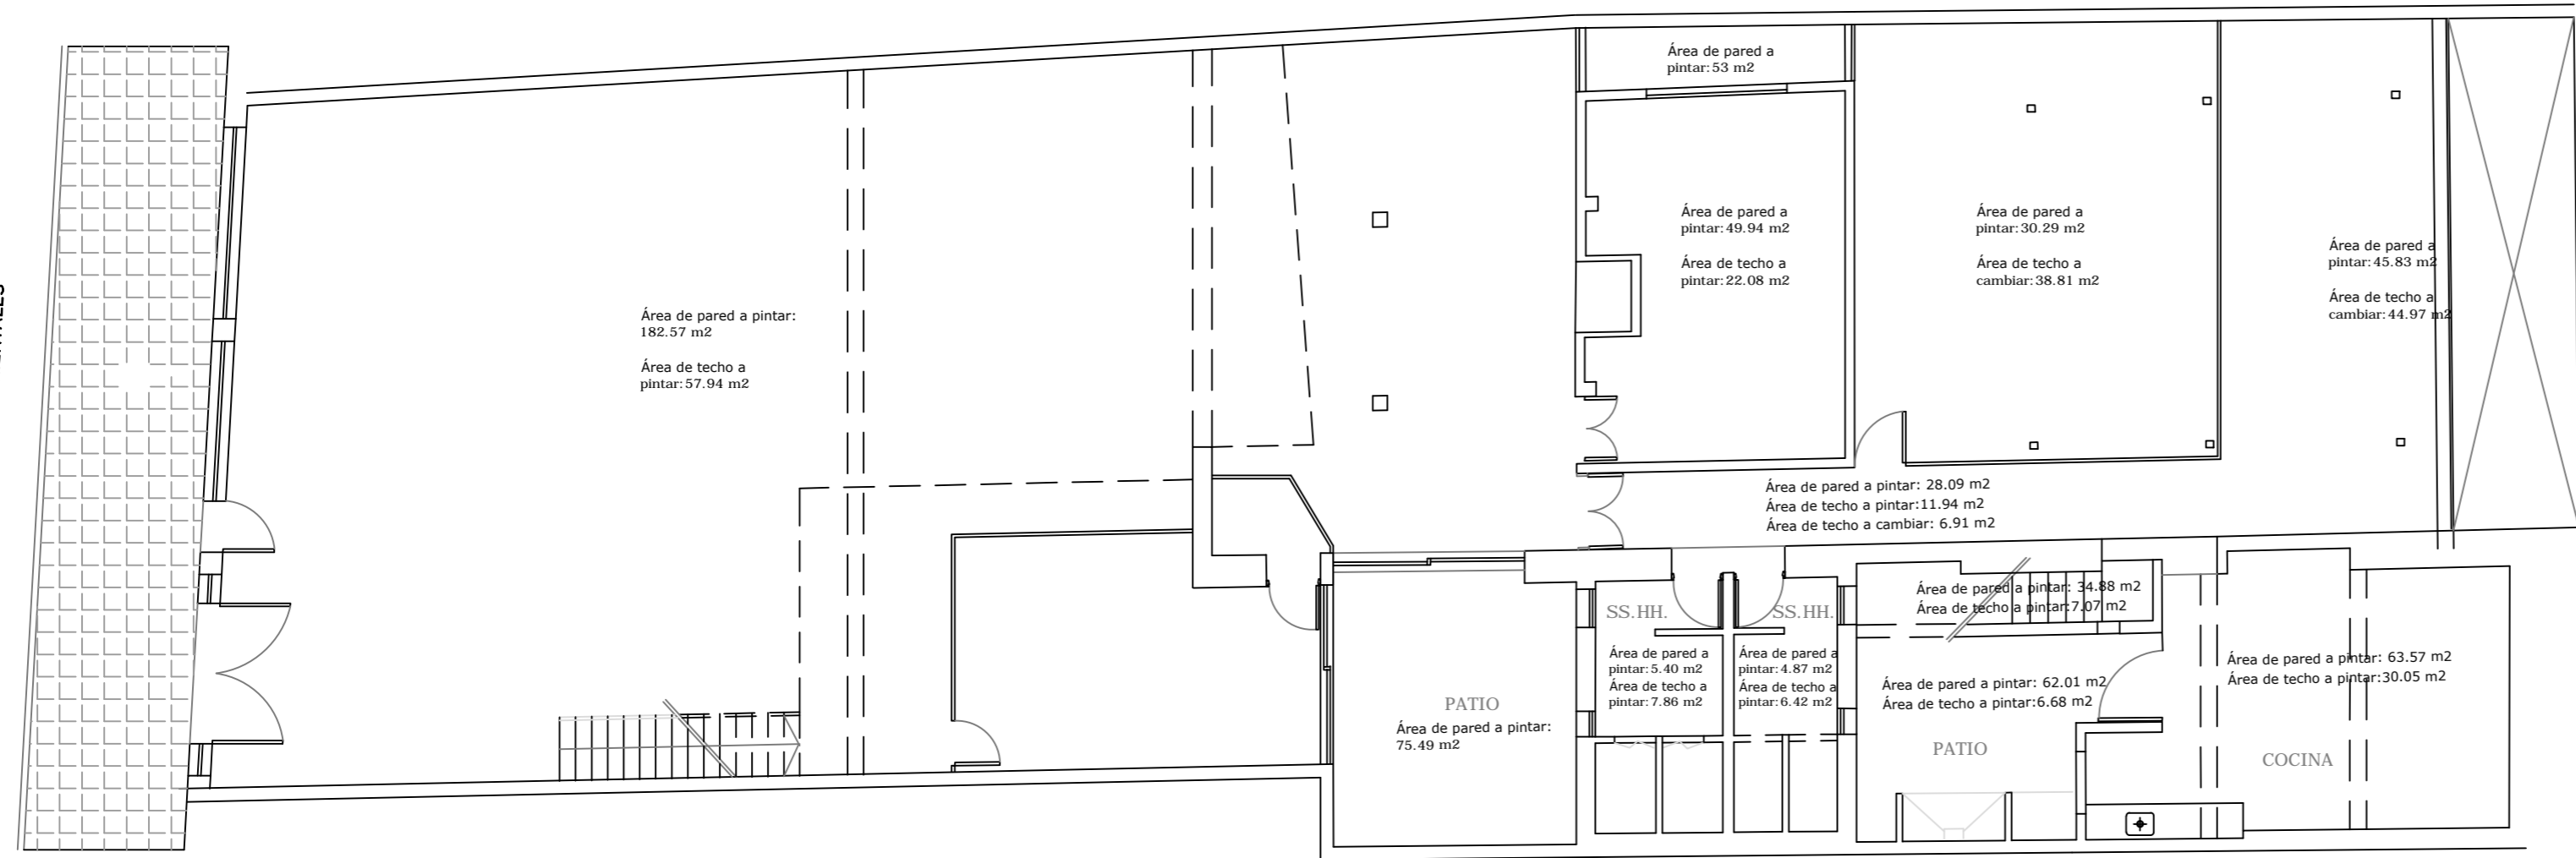 Área de pared a
pintar: 53 m2
Área de pared a
pintar: 49.94 m2
Área de techo a
pintar: 22.08 m2
Área de pared a
pintar: 30.29 m2
Área de techo a
cambiar: 38.81 m2
Área de pared a
pintar: 45.83 m2
Área de techo a
cambiar: 44.97 m2
Área de pared a pintar:
182.57 m2
Área de techo a
pintar: 57.94 m2
Área de pared a pintar: 28.09 m2
Área de techo a pintar:11.94 m2
Área de techo a cambiar: 6.91 m2
Área de pared a pintar: 34.88 m2
Área de techo a pintar:7.07 m2
SS.HH.
SS.HH.
Área de pared a
pintar: 5.40 m2
Área de techo a
pintar: 7.86 m2
Área de pared a
pintar: 4.87 m2
Área de techo a
pintar: 6.42 m2
Área de pared a pintar: 62.01 m2
Área de techo a pintar:6.68 m2
Área de pared a pintar: 63.57 m2
Área de techo a pintar:30.05 m2
PATIO
Área de pared a pintar:
75.49 m2
PATIO
COCINA